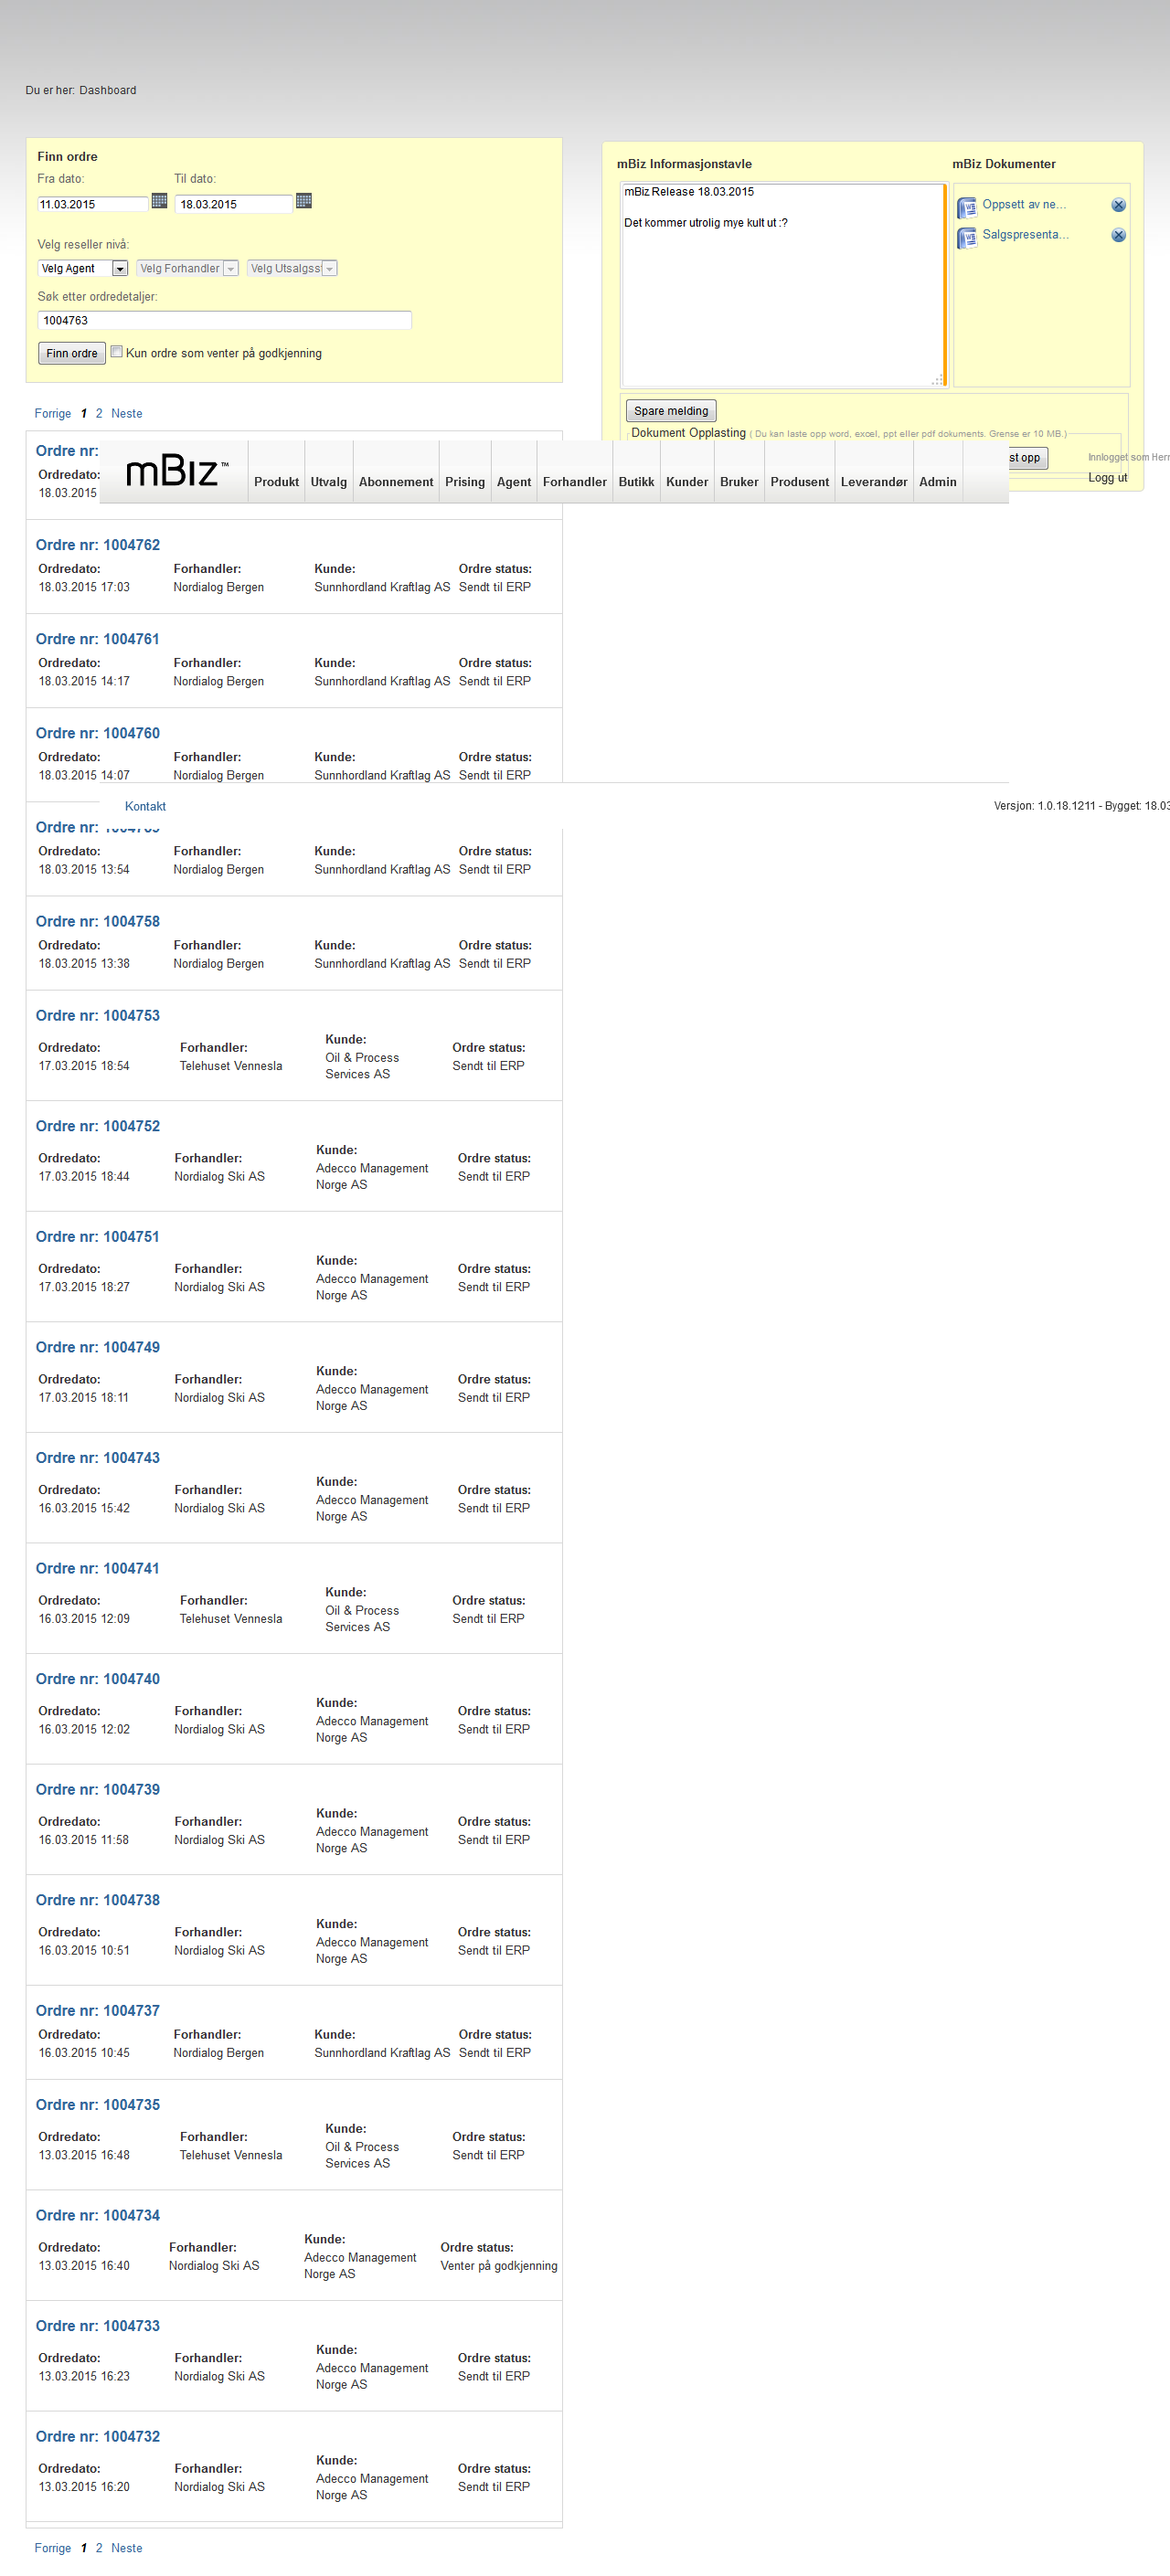 Du er her: Dashboard
Finn ordre
Fra dato: Til dato:
11.03.2015 18.03.2015
Velg reseller nivå:
Velg Agent Velg Forhandler Velg Utsalgss
Søk etter ordredetaljer:
1004763
Finn ordre Kun ordre som venter på godkjenning
mBiz Informasjonstavle
mBiz Release 18.03.2015
Det kommer utrolig mye kult ut :?
mBiz Dokumenter
Oppsett av ne...
Salgspresenta...
Spare melding
Dokument Opplasting ( Du kan laste opp word, excel, ppt eller pdf dokuments. Grense er 10 MB.)
st opp
Forrige 1 2 Neste
Ordre nr:
Ordredato:
18.03.2015
mBiz™ Produkt Utvalg Abonnement Prising Agent Forhandler Butikk Kunder Bruker Produsent Leverandør Admin
Innlogget som Herr
Logg ut
Ordre nr: 1004762
Ordredato: Forhandler: Kunde: Ordre status:
18.03.2015 17:03 Nordialog Bergen Sunnhordland Kraftlag AS Sendt til ERP
Ordre nr: 1004761
Ordredato: Forhandler: Kunde: Ordre status:
18.03.2015 14:17 Nordialog Bergen Sunnhordland Kraftlag AS Sendt til ERP
Ordre nr: 1004760
Ordredato: Forhandler: Kunde: Ordre status:
18.03.2015 14:07 Nordialog Bergen Sunnhordland Kraftlag AS Sendt til ERP
Kontakt Versjon: 1.0.18.1211 - Bygget: 18.03
Ordre nr:
Ordredato: Forhandler: Kunde: Ordre status:
18.03.2015 13:54 Nordialog Bergen Sunnhordland Kraftlag AS Sendt til ERP
Ordre nr: 1004758
Ordredato: Forhandler: Kunde: Ordre status:
18.03.2015 13:38 Nordialog Bergen Sunnhordland Kraftlag AS Sendt til ERP
Ordre nr: 1004753
Ordredato: Forhandler: Kunde: Ordre status:
17.03.2015 18:54 Telehuset Vennesla Oil & Process Sendt til ERP
Services AS
Ordre nr: 1004752
Ordredato: Forhandler: Kunde: Ordre status:
17.03.2015 18:44 Nordialog Ski AS Adecco Management Sendt til ERP
Norge AS
Ordre nr: 1004751
Ordredato: Forhandler: Kunde: Ordre status:
17.03.2015 18:27 Nordialog Ski AS Adecco Management Sendt til ERP
Norge AS
Ordre nr: 1004749
Ordredato: Forhandler: Kunde: Ordre status:
17.03.2015 18:11 Nordialog Ski AS Adecco Management Sendt til ERP
Norge AS
Ordre nr: 1004743
Ordredato: Forhandler: Kunde: Ordre status:
16.03.2015 15:42 Nordialog Ski AS Adecco Management Sendt til ERP
Norge AS
Ordre nr: 1004741
Ordredato: Forhandler: Kunde: Ordre status:
16.03.2015 12:09 Telehuset Vennesla Oil & Process Sendt til ERP
Services AS
Ordre nr: 1004740
Ordredato: Forhandler: Kunde: Ordre status:
16.03.2015 12:02 Nordialog Ski AS Adecco Management Sendt til ERP
Norge AS
Ordre nr: 1004739
Ordredato: Forhandler: Kunde: Ordre status:
16.03.2015 11:58 Nordialog Ski AS Adecco Management Sendt til ERP
Norge AS
Ordre nr: 1004738
Ordredato: Forhandler: Kunde: Ordre status:
16.03.2015 10:51 Nordialog Ski AS Adecco Management Sendt til ERP
Norge AS
Ordre nr: 1004737
Ordredato: Forhandler: Kunde: Ordre status:
16.03.2015 10:45 Nordialog Bergen Sunnhordland Kraftlag AS Sendt til ERP
Ordre nr: 1004735
Ordredato: Forhandler: Kunde: Ordre status:
13.03.2015 16:48 Telehuset Vennesla Oil & Process Sendt til ERP
Services AS
Ordre nr: 1004734
Ordredato: Forhandler: Kunde: Ordre status:
13.03.2015 16:40 Nordialog Ski AS Adecco Management Venter på godkjenning
Norge AS
Ordre nr: 1004733
Ordredato: Forhandler: Kunde: Ordre status:
13.03.2015 16:23 Nordialog Ski AS Adecco Management Sendt til ERP
Norge AS
Ordre nr: 1004732
Ordredato: Forhandler: Kunde: Ordre status:
13.03.2015 16:20 Nordialog Ski AS Adecco Management Sendt til ERP
Norge AS
Forrige 1 2 Neste